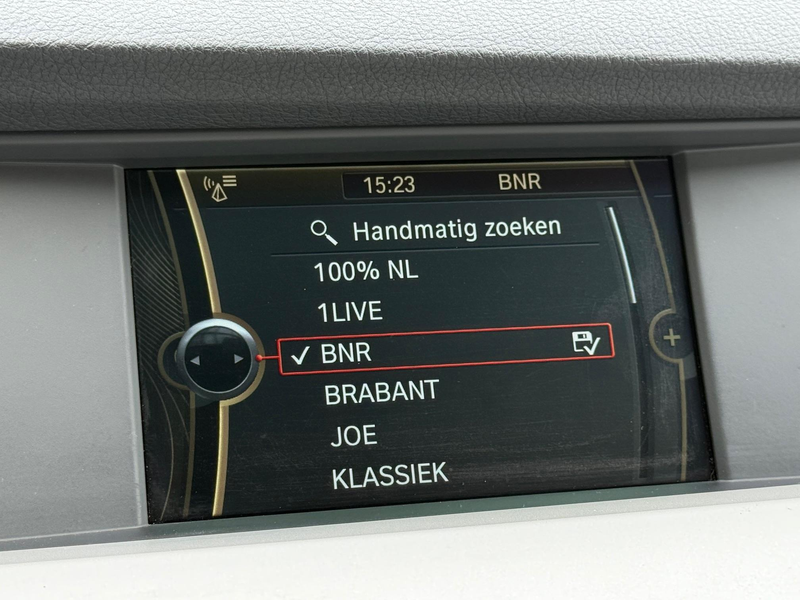 15:23 BNR
Handmatig zoeken
100% NL
1LIVE
BNR
BRABANT
JOE
KLASSIEK